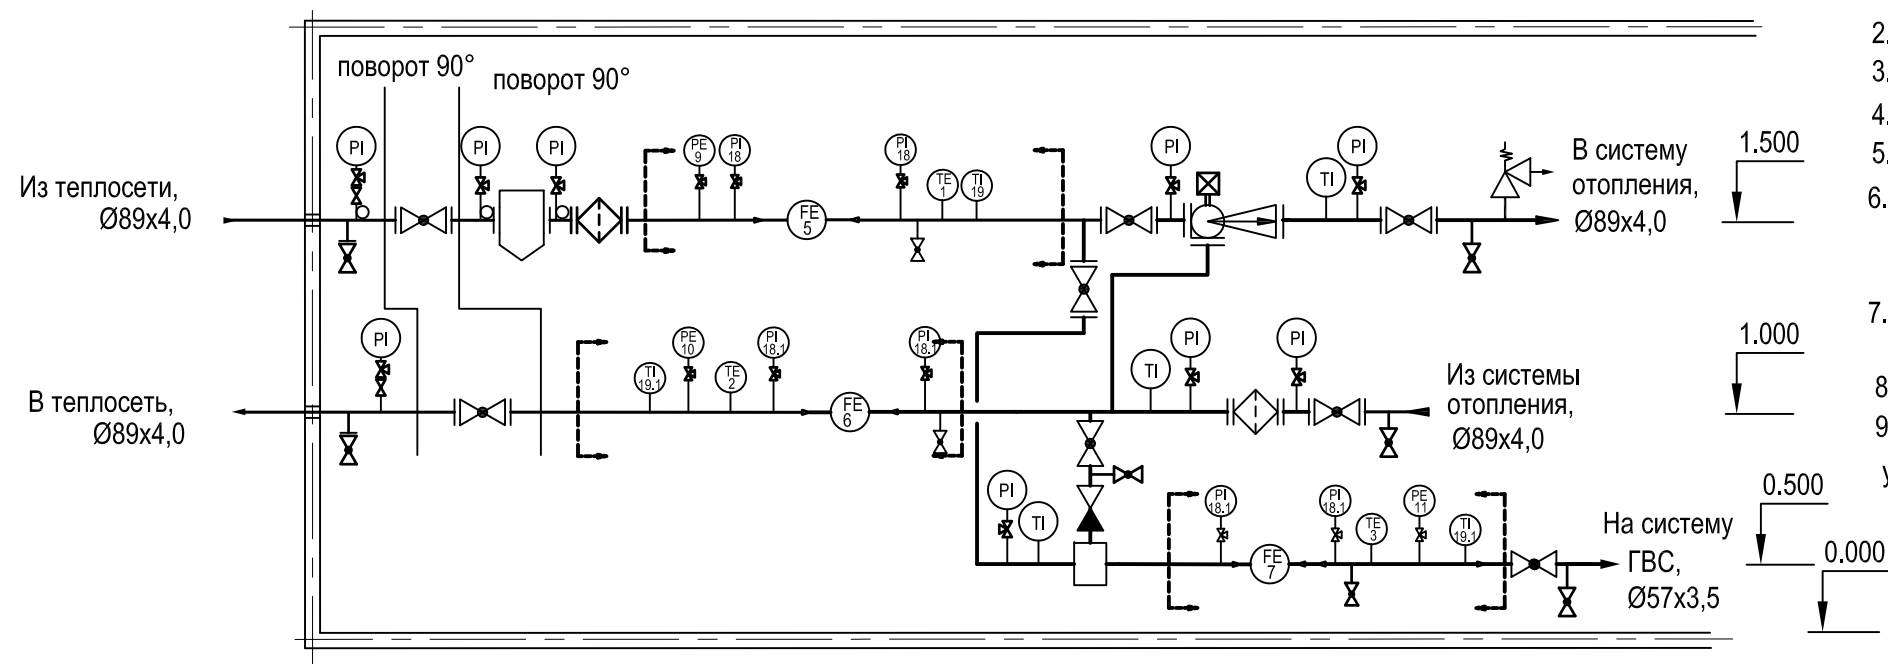 поворот 90°
поворот 90°
2.
3.
4.
5.
6.
7.
8
9
у
PI
PI
PI
PE
9
PI
18
PI
18
TE
1
TI
19
PI
TI
PI
В систему
отопления,
Ø89x4,0
1.500
Из теплосети,
Ø89x4,0
FE
5
PI
TI
19.1
PE
10
TE
2
PI
18.1
PI
18.1
TI
PI
PI
1.000
Из системы
отопления,
Ø89x4,0
В теплосеть,
Ø89x4,0
FE
6
PI
TI
PI
18.1
PI
18.1
TE
3
PE
11
TI
19.1
0.500
На систему
ГВС,
Ø57x3,5
FE
7
0.000